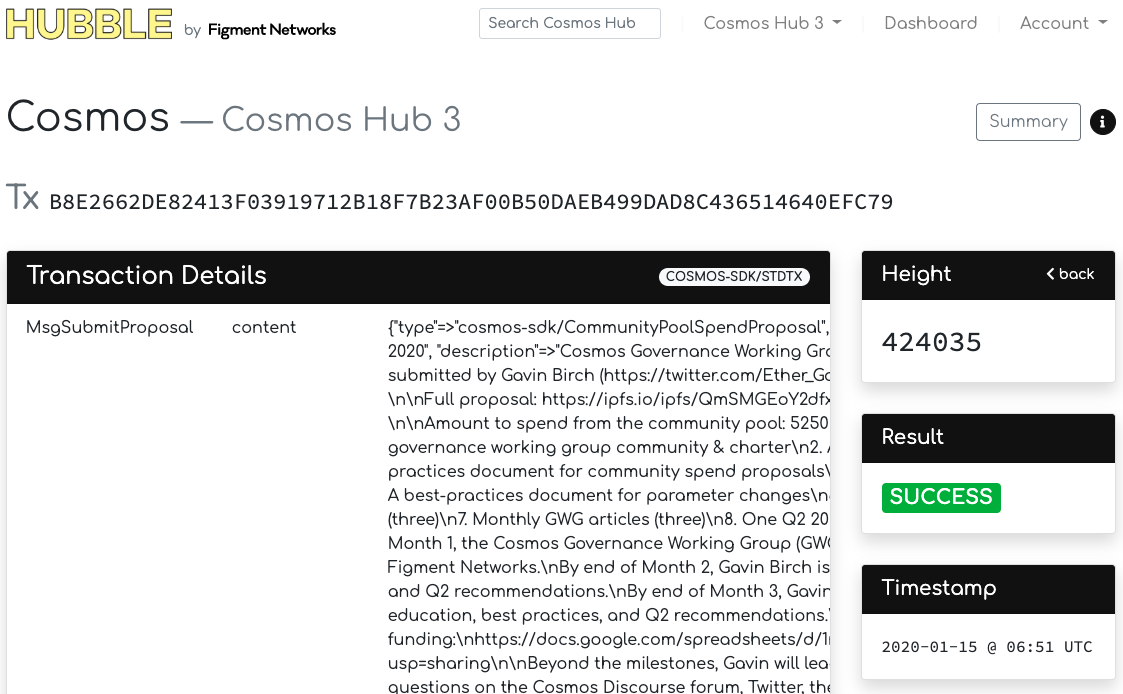 HUBBLE by Figment Networks
Search Cosmos Hub
Cosmos Hub 3
Dashboard
Account
Cosmos — Cosmos Hub 3
Summary
Tx B8E2662DE82413F03919712B18F7B23AF00B50DAEB499DAD8C436514640EFC79
Transaction Details
COSMOS-SDK/STDTX
MsgSubmitProposal
content
{"type"=>"cosmos-sdk/CommunityPoolSpendProposal",
2020", "description"=>"Cosmos Governance Working
submitted by Gavin Birch (https://twitter.com/Ether_
\n\nFull proposal: https://ipfs.io/ipfs/QmSMGEoY2dfx
\n\nAmount to spend from the community pool: 5250
governance working group community & charter\n2.
practices document for community spend proposals\
A best-practices document for parameter changes\n
(three)\n7. Monthly GWG articles (three)\n8. One Q2 20
Month 1, the Cosmos Governance Working Group (GWG
Figment Networks.\nBy end of Month 2, Gavin Birch is
and Q2 recommendations.\nBy end of Month 3, Gavin
education, best practices, and Q2 recommendations.\
funding:\nhttps://docs.google.com/spreadsheets/d/1
usp=sharing\n\nBeyond the milestones, Gavin will lea
questions on the Cosmos Discourse forum, Twitter, the
Height
back
424035
Result
SUCCESS
Timestamp
2020-01-15 @ 06:51 UTC